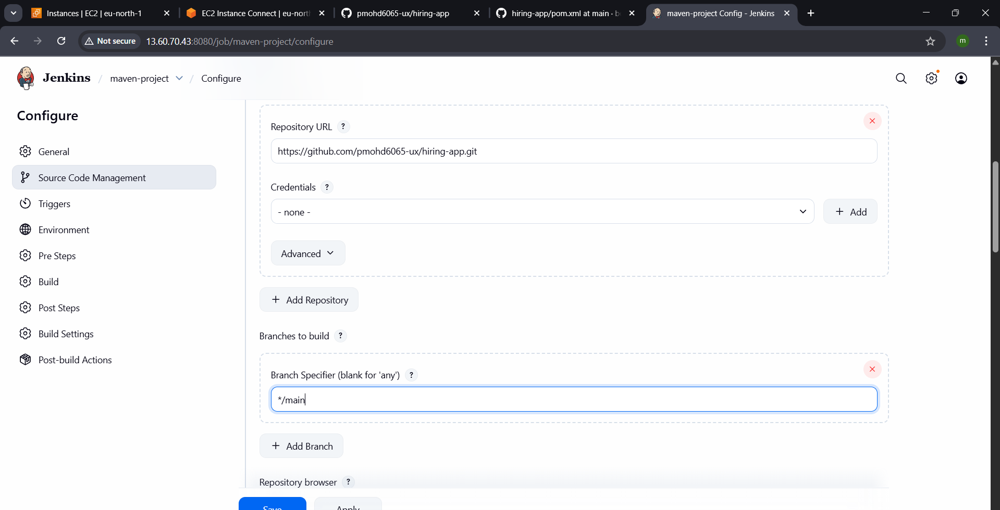 Instances | EC2 | eu-north-1
EC2 Instance Connect | eu-nort
pmohd6065-ux/hiring-app
hiring-app/pom.xml at main · b
maven-project Config - Jenkins
Not secure
13.60.70.43:8080/job/maven-project/configure
m
Jenkins / maven-project / Configure
Configure
General
Source Code Management
Triggers
Environment
Pre Steps
Build
Post Steps
Build Settings
Post-build Actions
Repository URL ?
https://github.com/pmohd6065-ux/hiring-app.git
Credentials ?
- none -
+ Add
Advanced
+ Add Repository
Branches to build ?
Branch Specifier (blank for 'any') ?
*/main
+ Add Branch
Repository browser ?
Save
Apply